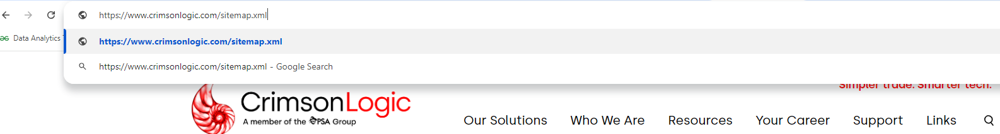 https://www.crimsonlogic.com/sitemap.xml
Data Analytics
https://www.crimsonlogic.com/sitemap.xml
https://www.crimsonlogic.com/sitemap.xml - Google Search
Simpler trade. Smarter tech.
CrimsonLogic
A member of the PSA Group
Our Solutions Who We Are Resources Your Career Support Links